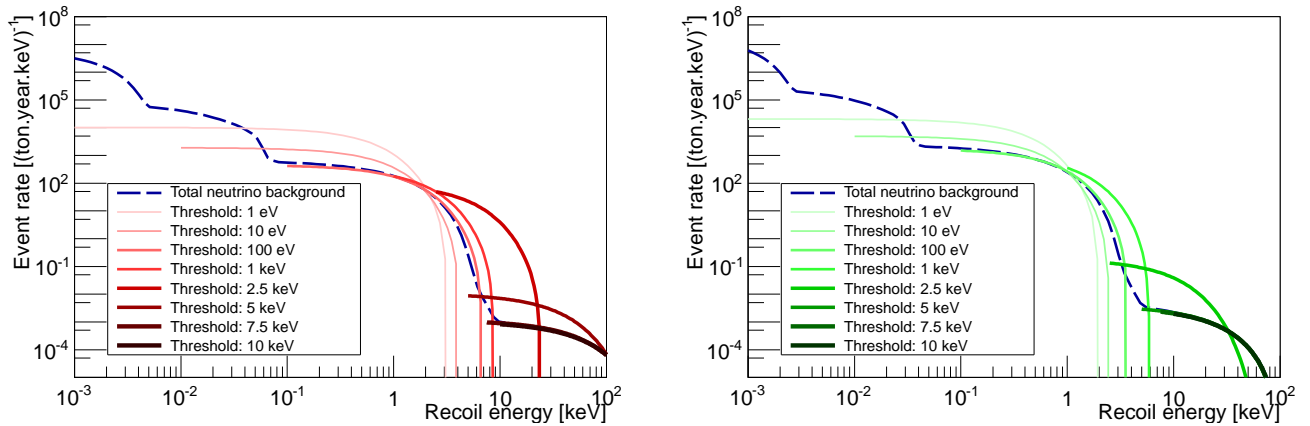 Event rate [(ton.year.keV)-1]
10^8
10^5
10^2
10^-1
10^-4
Total neutrino background
Threshold: 1 eV
Threshold: 10 eV
Threshold: 100 eV
Threshold: 1 keV
Threshold: 2.5 keV
Threshold: 5 keV
Threshold: 7.5 keV
Threshold: 10 keV
10^-3 10^-2 10^-1 1 10 10^2
Recoil energy [keV]
Event rate [(ton.year.keV)-1]
10^8
10^5
10^2
10^-1
10^-4
Total neutrino background
Threshold: 1 eV
Threshold: 10 eV
Threshold: 100 eV
Threshold: 1 keV
Threshold: 2.5 keV
Threshold: 5 keV
Threshold: 7.5 keV
Threshold: 10 keV
10^-3 10^-2 10^-1 1 10 10^2
Recoil energy [keV]